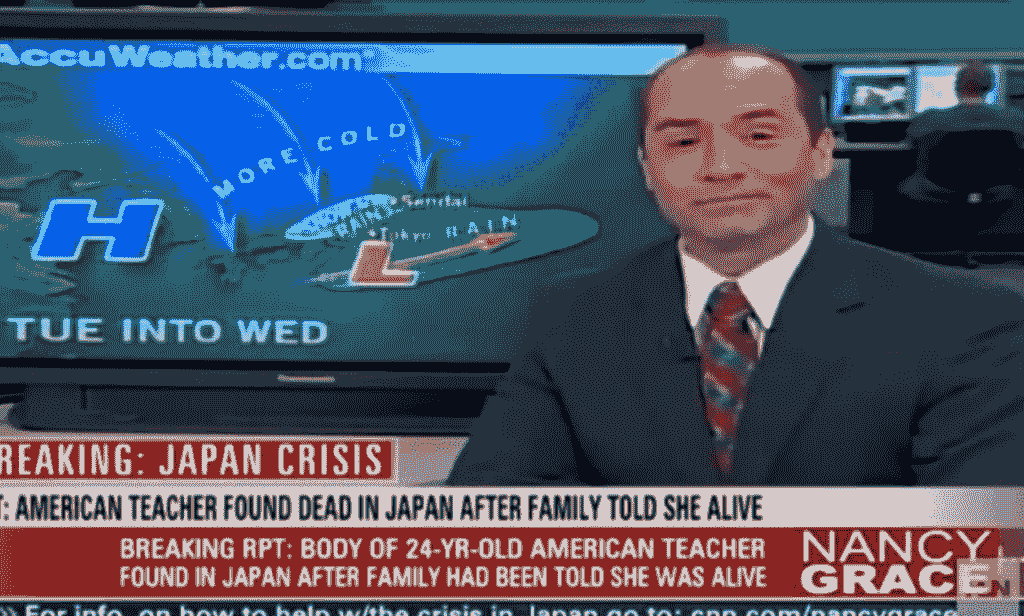 AccuWeather.com®
MORE COLD
Sendai
RAIN
Tokyo RAIN
H
L
TUE INTO WED
REAKING: JAPAN CRISIS
T: AMERICAN TEACHER FOUND DEAD IN JAPAN AFTER FAMILY TOLD SHE ALIVE
BREAKING RPT: BODY OF 24-YR-OLD AMERICAN TEACHER
FOUND IN JAPAN AFTER FAMILY HAD BEEN TOLD SHE WAS ALIVE
NANCY
GRACE
For info. on how to help w/the crisis in Japan go to: cnn.com/nancygrac